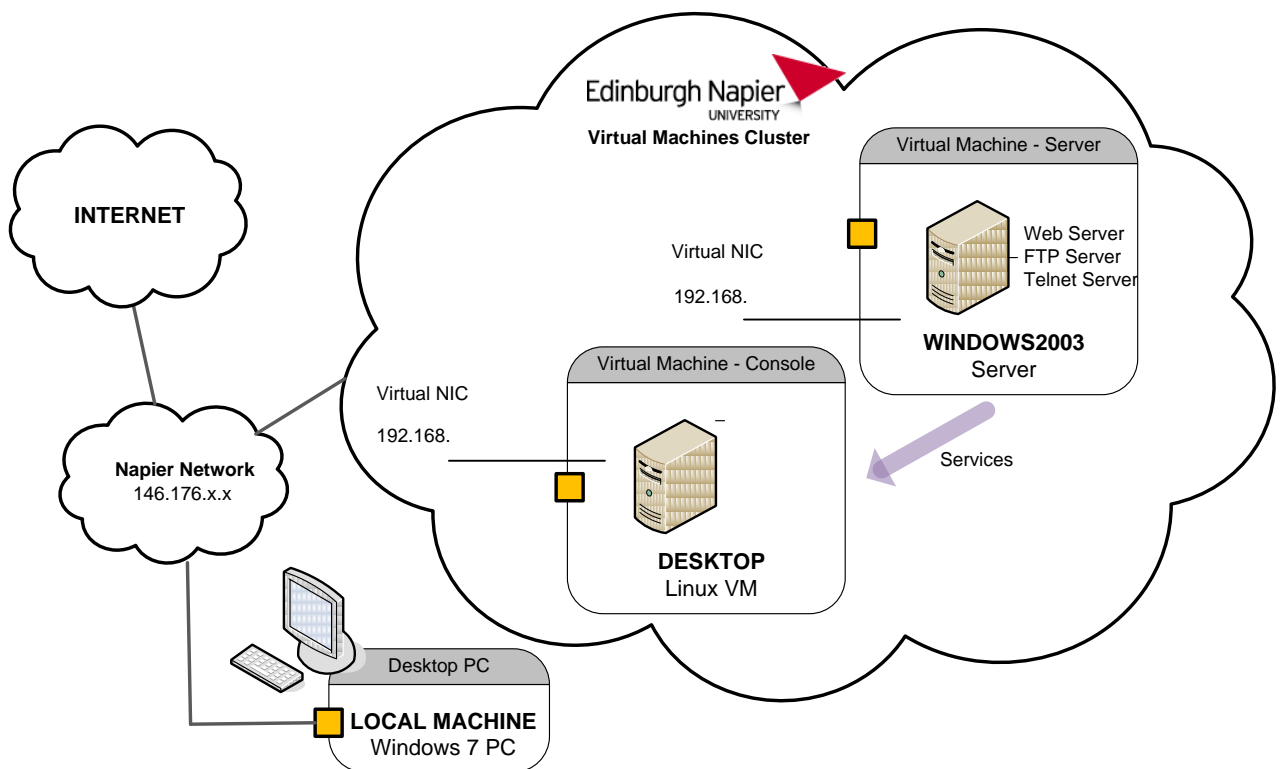 Edinburgh Napier
UNIVERSITY
Virtual Machines Cluster
INTERNET
Virtual Machine - Server
Web Server
FTP Server
Telnet Server
Virtual NIC
192.168.
WINDOWS2003
Server
Virtual Machine - Console
Virtual NIC
192.168.
DESKTOP
Linux VM
Services
Napier Network
146.176.x.x
Desktop PC
LOCAL MACHINE
Windows 7 PC